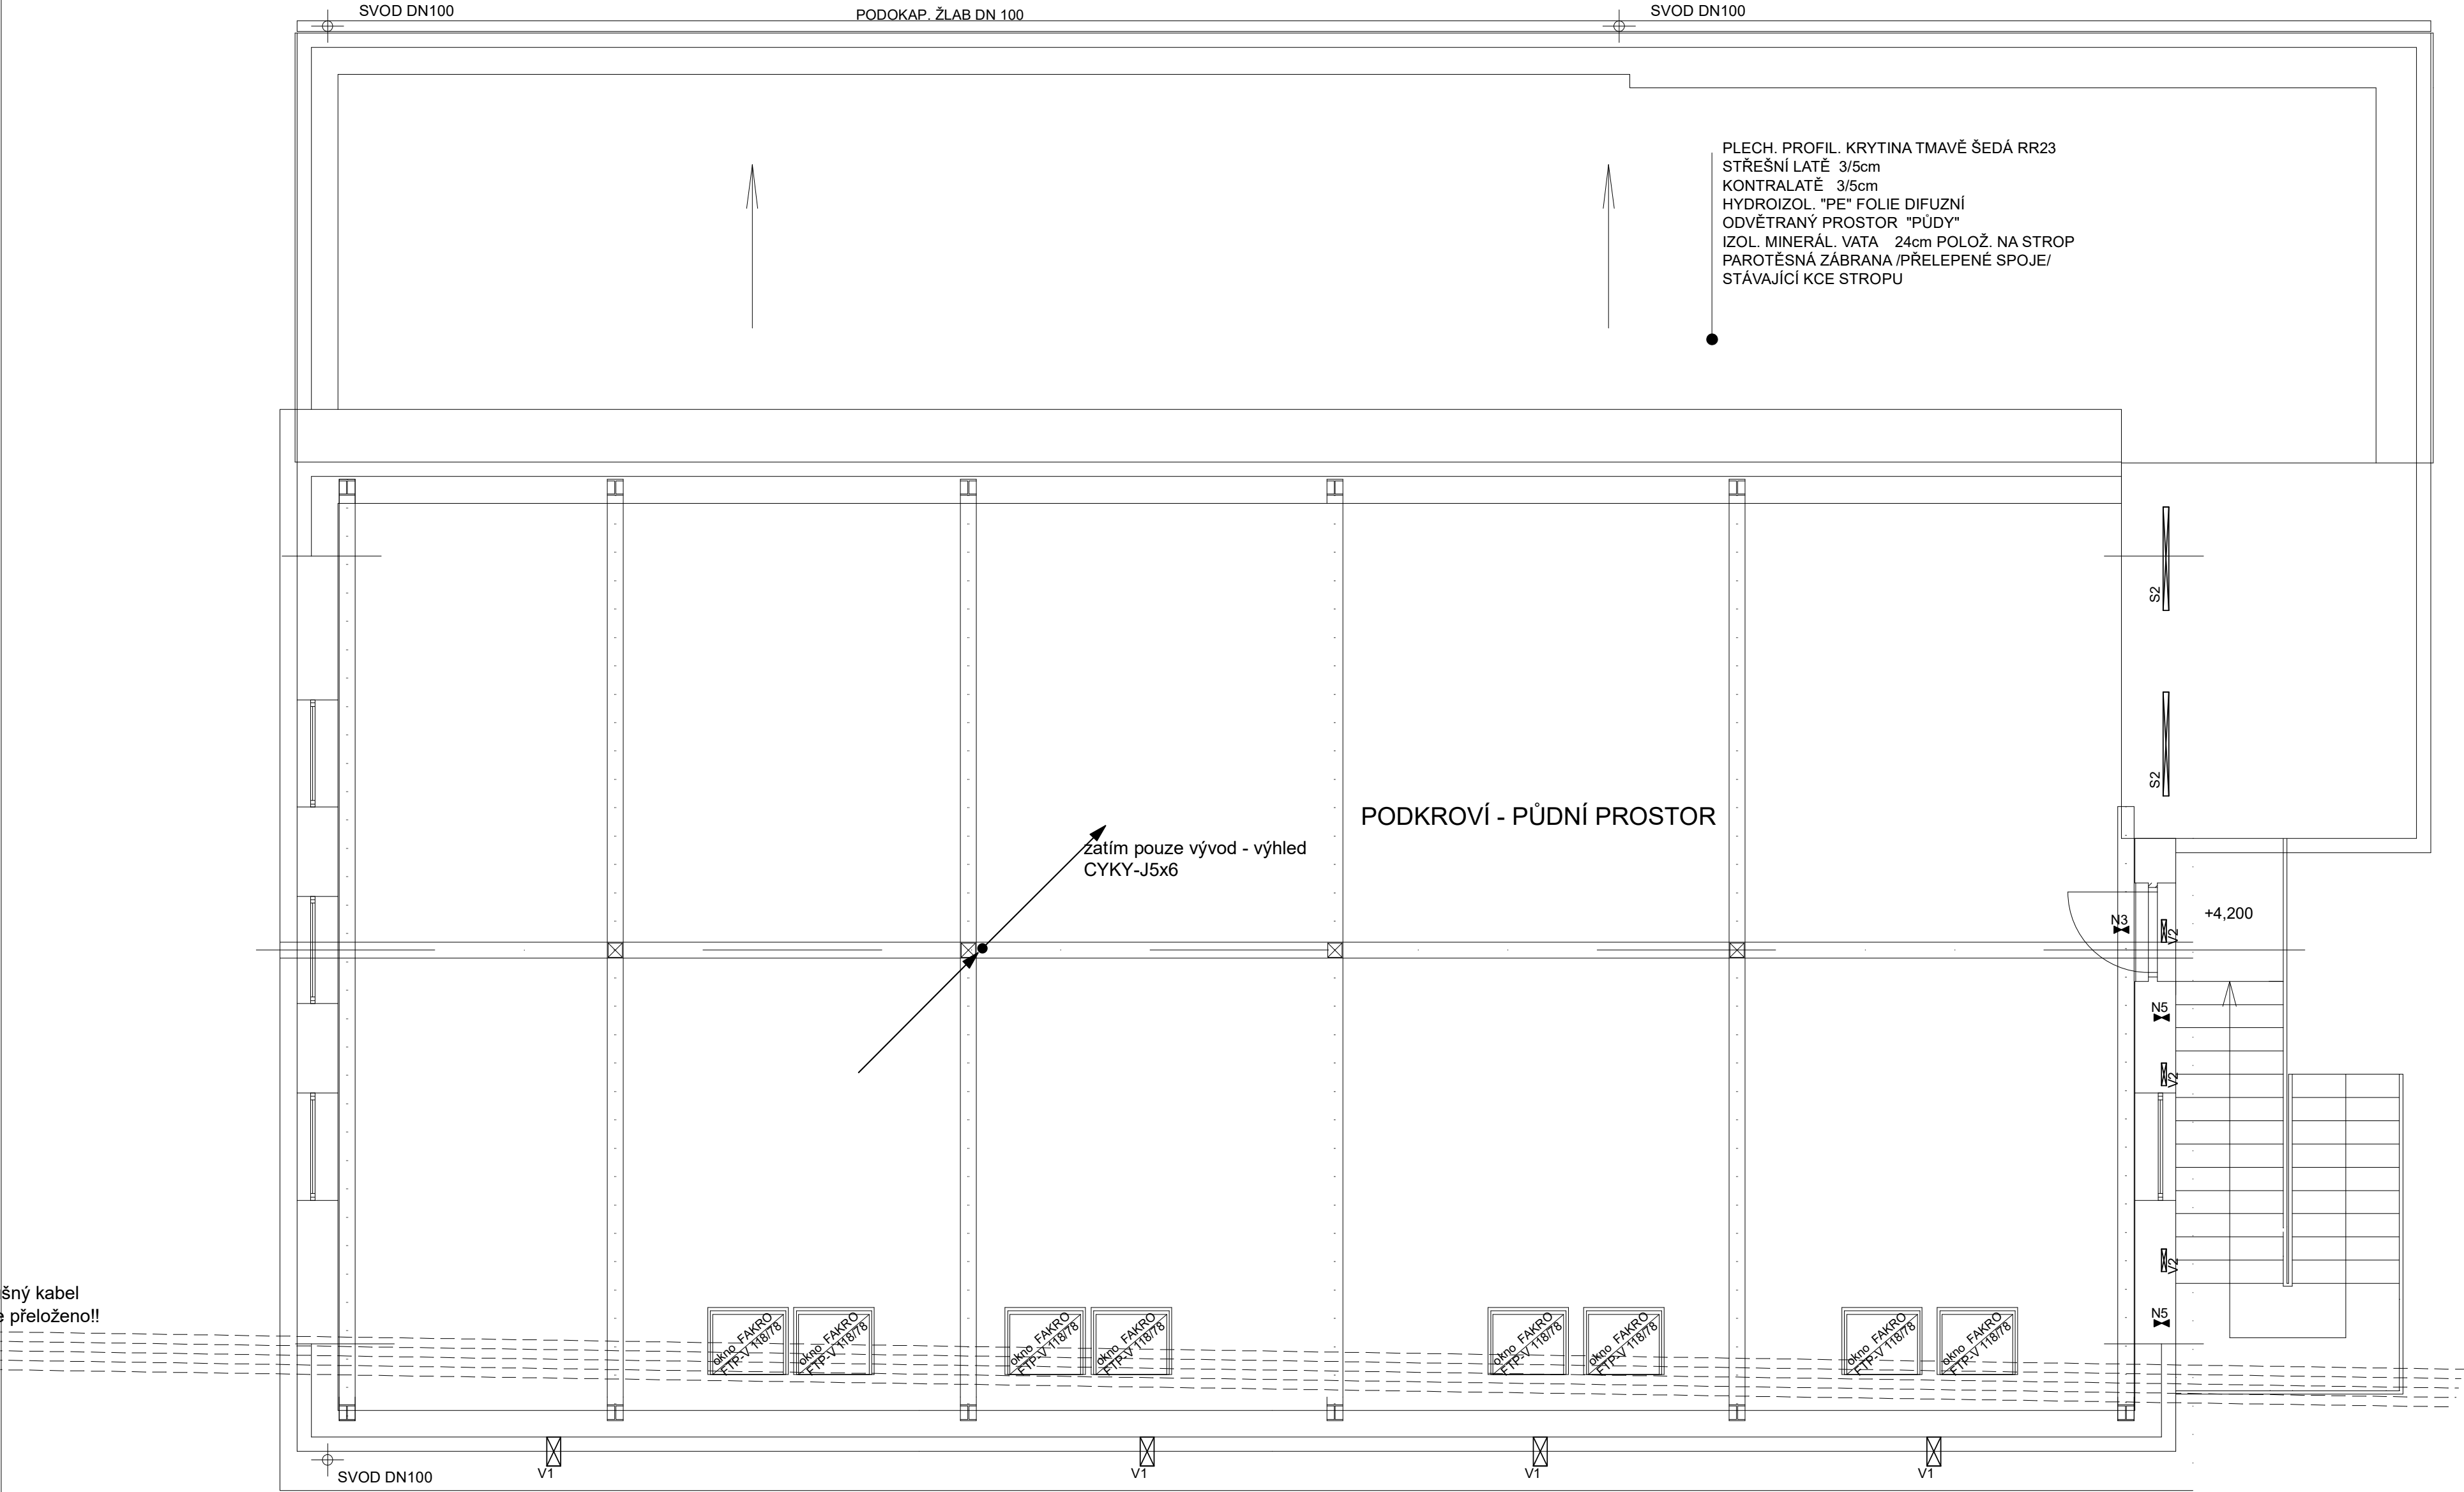 SVOD DN100
PODOKAP. ŽLAB DN 100
SVOD DN100
PLECH. PROFIL. KRYTINA TMAVĚ ŠEDÁ RR23
STŘEŠNÍ LATĚ 3/5cm
KONTRALATĚ 3/5cm
HYDROIZOL. "PE" FOLIE DIFUZNÍ
ODVĚTRANÝ PROSTOR "PŮDY"
IZOL. MINERÁL. VATA 24cm POLOŽ. NA STROP
PAROTĚSNÁ ZÁBRANA /PŘELEPENÉ SPOJE/
STÁVAJÍCÍ KCE STROPU
S2
S2
PODKROVÍ - PŮDNÍ PROSTOR
zatím pouze vývod - výhled
CYKY-J5x6
N3
V2
+4,200
N5
V2
V2
N5
šný kabel
e přeloženo!!
okno FAKRO
FTP-V 118/78
okno FAKRO
FTP-V 118/78
okno FAKRO
FTP-V 118/78
okno FAKRO
FTP-V 118/78
okno FAKRO
FTP-V 118/78
okno FAKRO
FTP-V 118/78
okno FAKRO
FTP-V 118/78
okno FAKRO
FTP-V 118/78
SVOD DN100
V1
V1
V1
V1